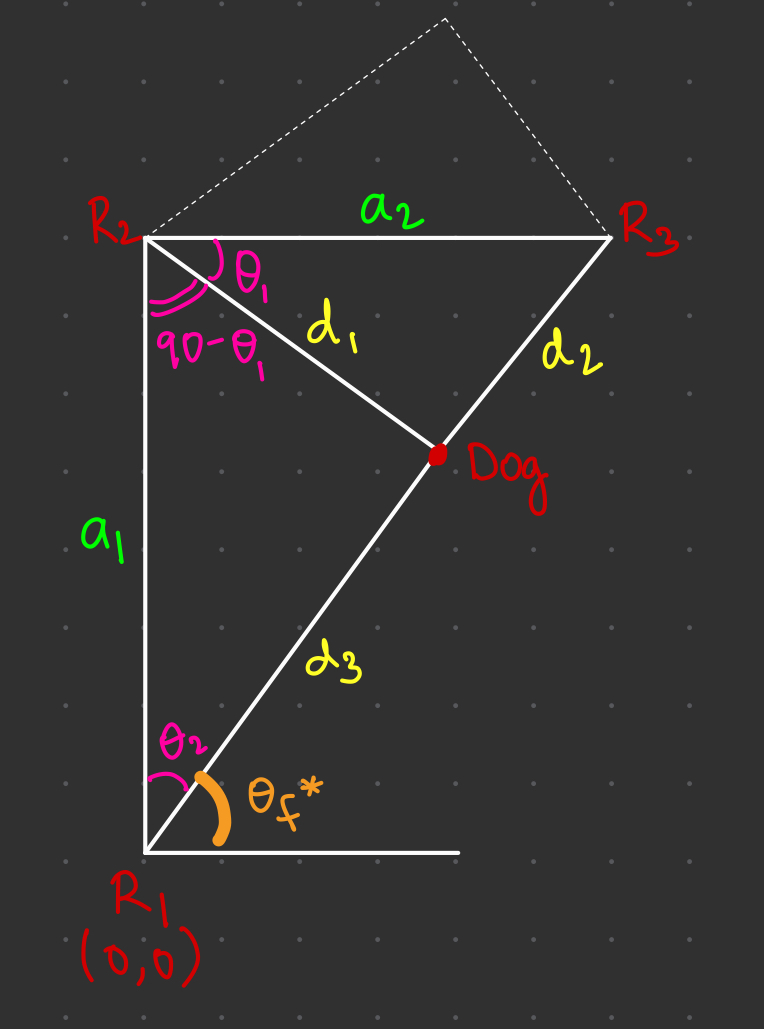 a₂
R₂
R₃
θ₁
d₁
90-θ₁
d₂
Dog
a₁
d₃
θ₂
θf*
R₁
(0,0)